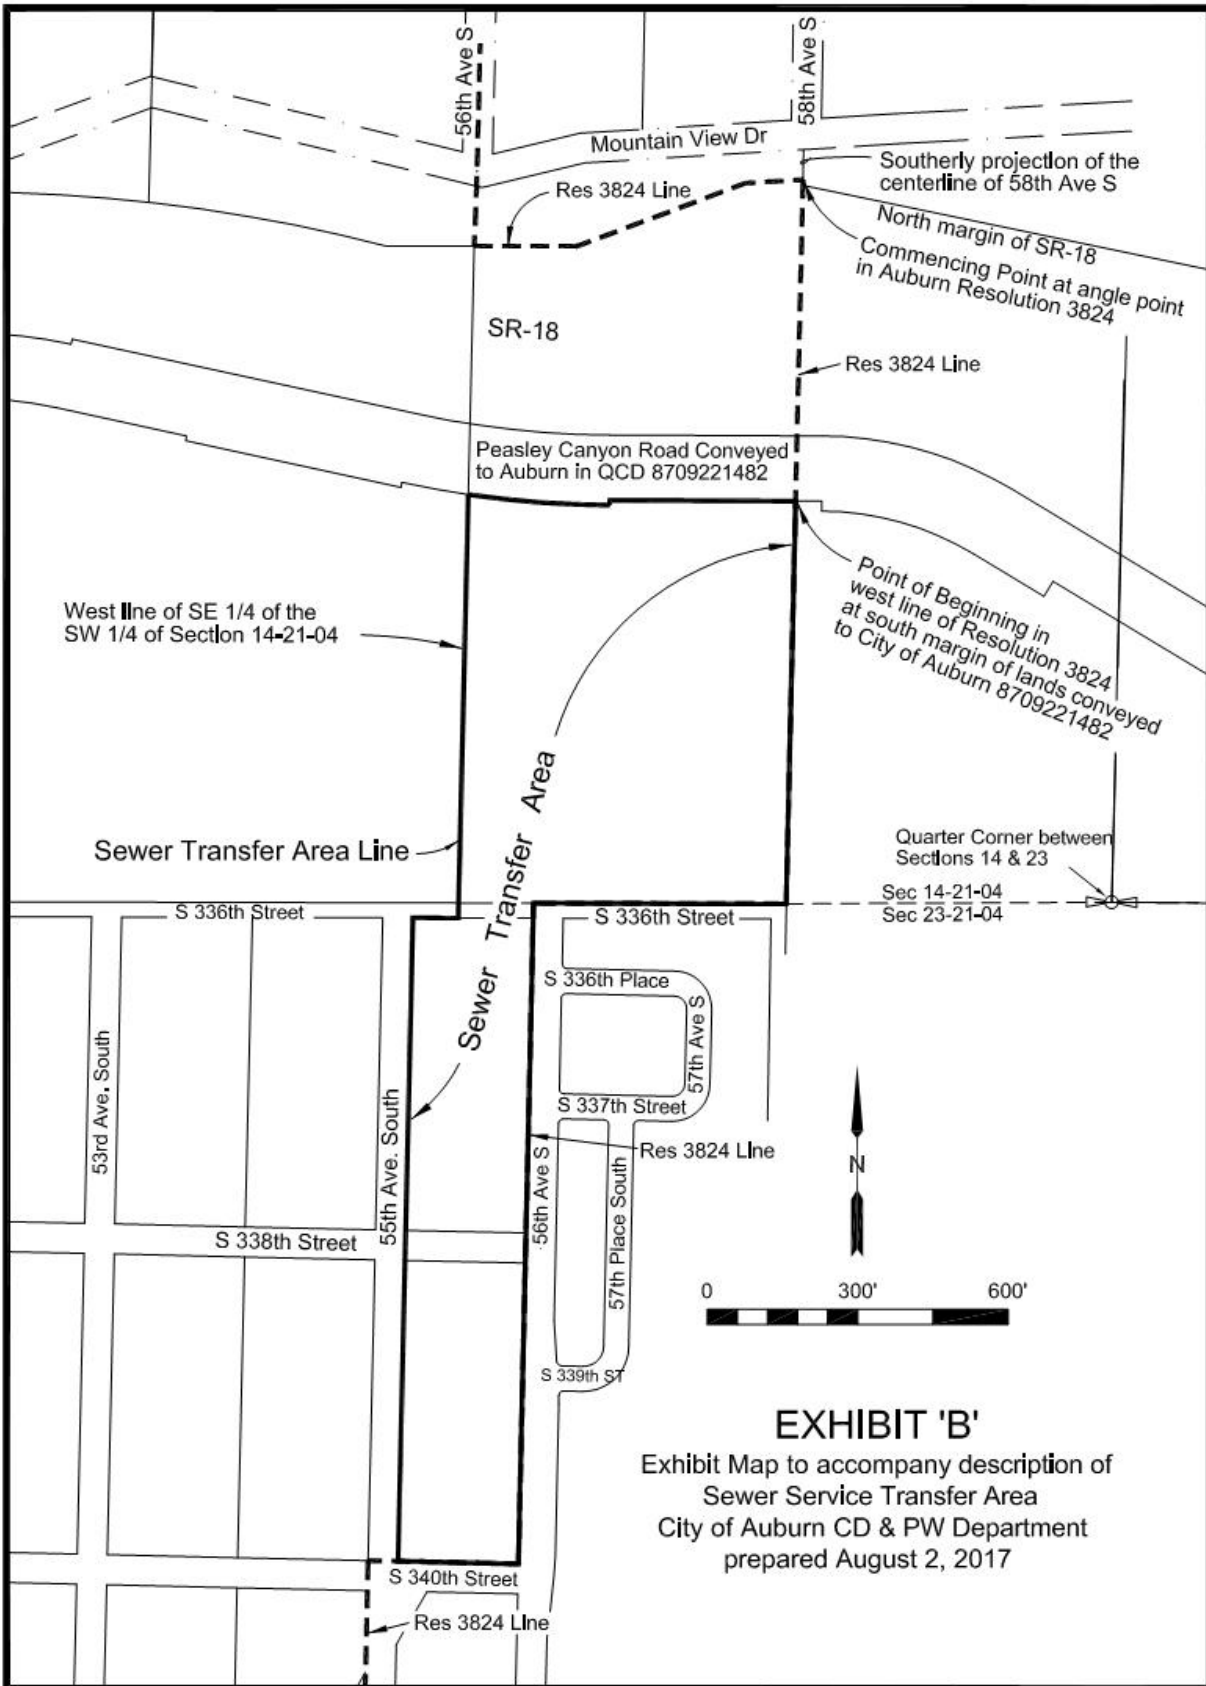 56th Ave S
58th Ave S
Mountain View Dr
Southerly projection of the
centerline of 58th Ave S
Res 3824 Line
North margin of SR-18
Commencing Point at angle point
in Auburn Resolution 3824
SR-18
Res 3824 Line
Peasley Canyon Road Conveyed
to Auburn in QCD 8709221482
Point of Beginning in
west line of Resolution 3824
at south margin of lands conveyed
to City of Auburn 8709221482
West line of SE 1/4 of the
SW 1/4 of Section 14-21-04
Sewer Transfer Area
Sewer Transfer Area Line
Quarter Corner between
Sections 14 & 23
Sec 14-21-04
Sec 23-21-04
S 336th Street
S 336th Street
S 336th Place
57th Ave S
53rd Ave. South
55th Ave. South
S 337th Street
Res 3824 Line
56th Ave S
57th Place South
N
S 338th Street
0 300' 600'
S 339th ST
EXHIBIT 'B'
Exhibit Map to accompany description of
Sewer Service Transfer Area
City of Auburn CD & PW Department
prepared August 2, 2017
S 340th Street
Res 3824 Line